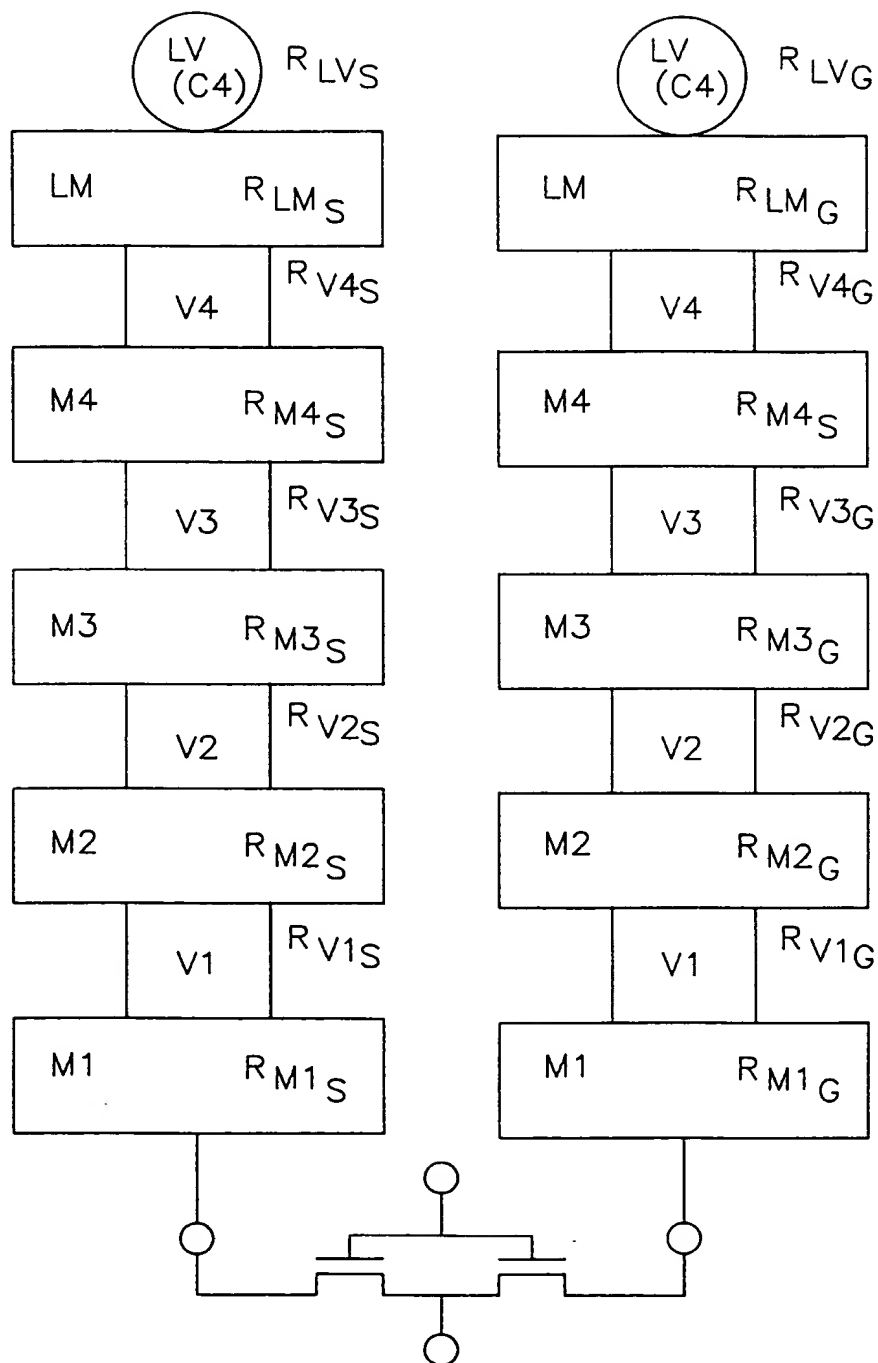 LV
(C4)
R LVS
LM R LMS
V4 R V4S
M4 R M4S
V3 R V3S
M3 R M3S
V2 R V2S
M2 R M2S
V1 R V1S
M1 R M1S
LV
(C4)
R LVG
LM R LMG
V4 R V4G
M4 R M4S
V3 R V3G
M3 R M3G
V2 R V2G
M2 R M2G
V1 R V1G
M1 R M1G